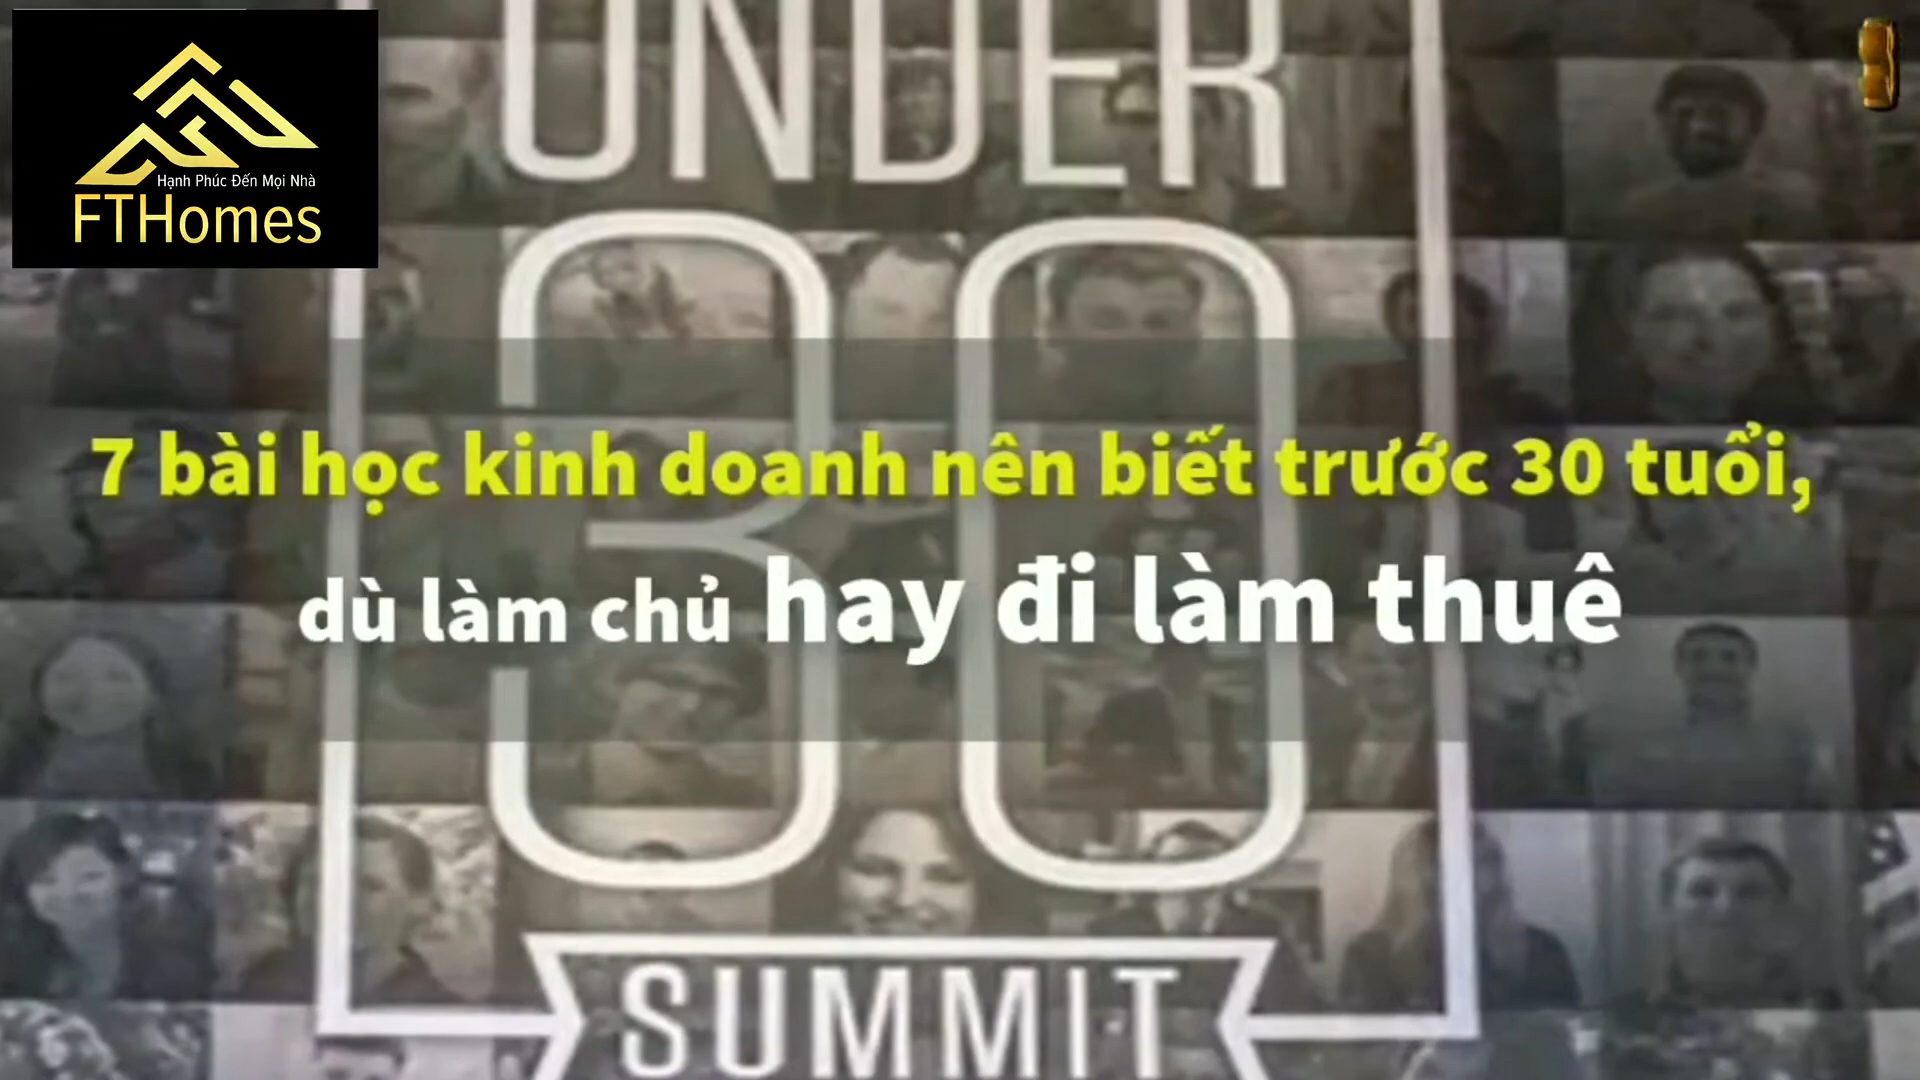 UNDER
30
SUMMIT
Hạnh Phúc Đến Mọi Nhà
FTHomes
7 bài học kinh doanh nên biết trước 30 tuổi,
dù làm chủ hay đi làm thuê